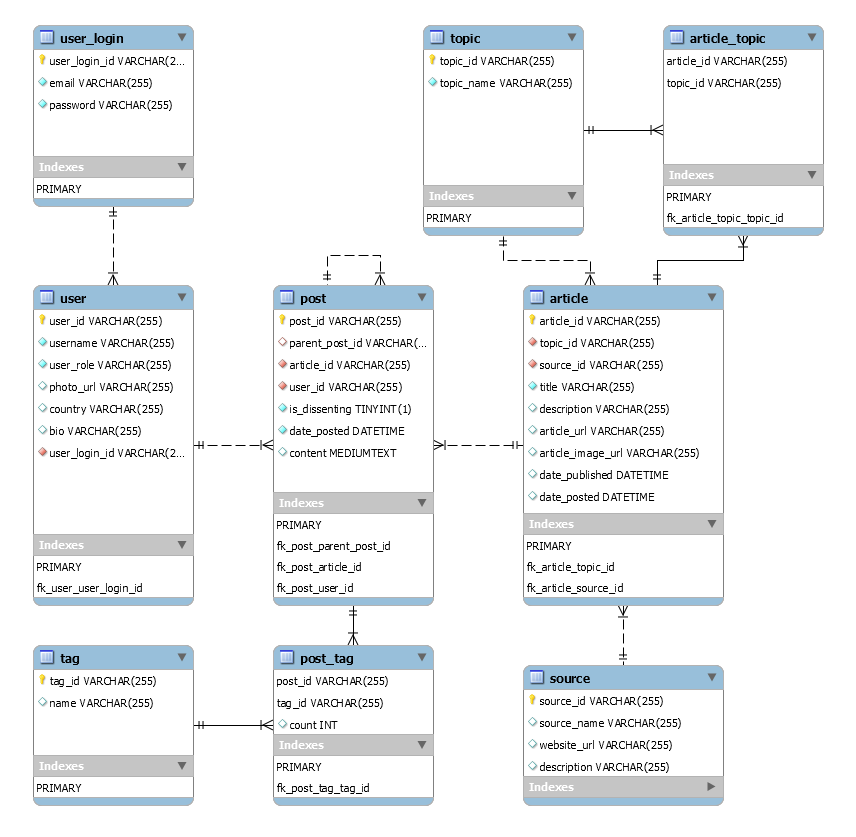 user_login
user_login_id VARCHAR(2...
email VARCHAR(255)
password VARCHAR(255)
Indexes
PRIMARY
topic
topic_id VARCHAR(255)
topic_name VARCHAR(255)
Indexes
PRIMARY
article_topic
article_id VARCHAR(255)
topic_id VARCHAR(255)
Indexes
PRIMARY
fk_article_topic_topic_id
user
user_id VARCHAR(255)
username VARCHAR(255)
user_role VARCHAR(255)
photo_url VARCHAR(255)
country VARCHAR(255)
bio VARCHAR(255)
user_login_id VARCHAR(2...
Indexes
PRIMARY
fk_user_user_login_id
post
post_id VARCHAR(255)
parent_post_id VARCHAR(...
article_id VARCHAR(255)
user_id VARCHAR(255)
is_dissenting TINYINT(1)
date_posted DATETIME
content MEDIUMTEXT
Indexes
PRIMARY
fk_post_parent_post_id
fk_post_article_id
fk_post_user_id
article
article_id VARCHAR(255)
topic_id VARCHAR(255)
source_id VARCHAR(255)
title VARCHAR(255)
description VARCHAR(255)
article_url VARCHAR(255)
article_image_url VARCHAR(255)
date_published DATETIME
date_posted DATETIME
Indexes
PRIMARY
fk_article_topic_id
fk_article_source_id
tag
tag_id VARCHAR(255)
name VARCHAR(255)
Indexes
PRIMARY
post_tag
post_id VARCHAR(255)
tag_id VARCHAR(255)
count INT
Indexes
PRIMARY
fk_post_tag_tag_id
source
source_id VARCHAR(255)
source_name VARCHAR(255)
website_url VARCHAR(255)
description VARCHAR(255)
Indexes